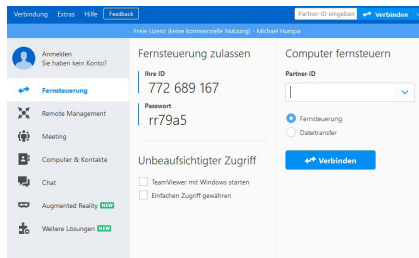 Verbindung Extras Hilfe Feedback
Partner-ID eingeben Verbinden
Freie Lizenz (keine kommerzielle Nutzung) - Michael Humpa
Anmelden
Sie haben kein Konto?
Fernsteuerung
Remote Management
Meeting
Computer & Kontakte
Chat
Augmented Reality NEW
Weitere Lösungen NEW
Fernsteuerung zulassen
Ihre ID
772 689 167
Passwort
rr79a5
Unbeaufsichtigter Zugriff
TeamViewer mit Windows starten
Einfachen Zugriff gewähren
Computer fernsteuern
Partner-ID
Fernsteuerung
Dateitransfer
Verbinden